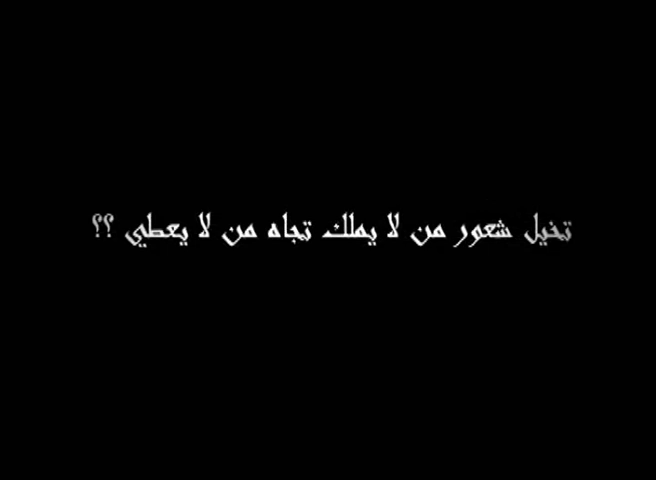 تخيل شعور من لا يملك تجاه من لا يعطي ؟؟